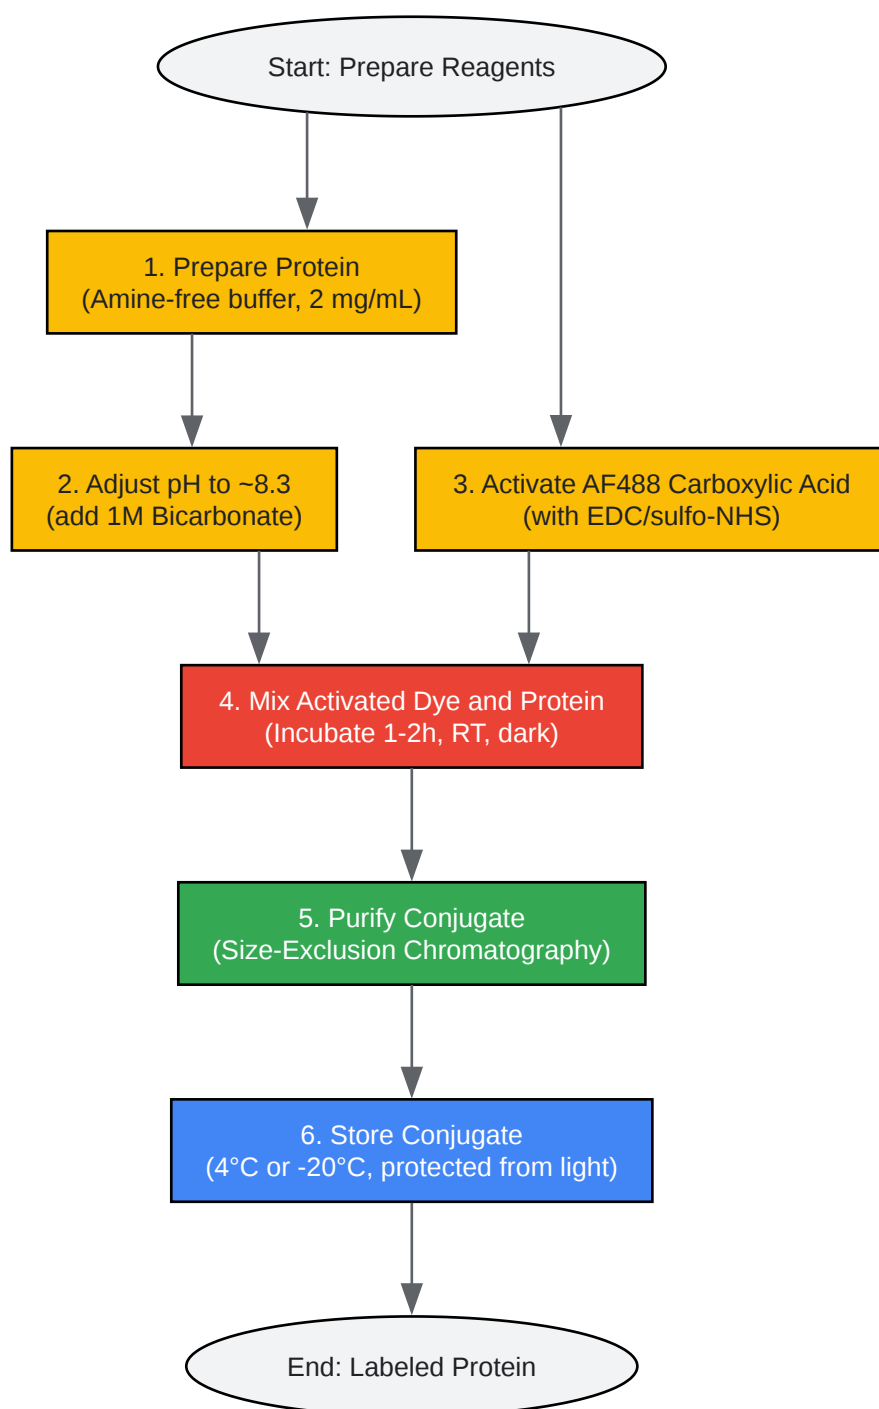 Start: Prepare Reagents
1. Prepare Protein
(Amine-free buffer, 2 mg/mL)
2. Adjust pH to ~8.3
(add 1M Bicarbonate)
3. Activate AF488 Carboxylic Acid
(with EDC/sulfo-NHS)
4. Mix Activated Dye and Protein
(Incubate 1-2h, RT, dark)
5. Purify Conjugate
(Size-Exclusion Chromatography)
6. Store Conjugate
(4°C or -20°C, protected from light)
End: Labeled Protein